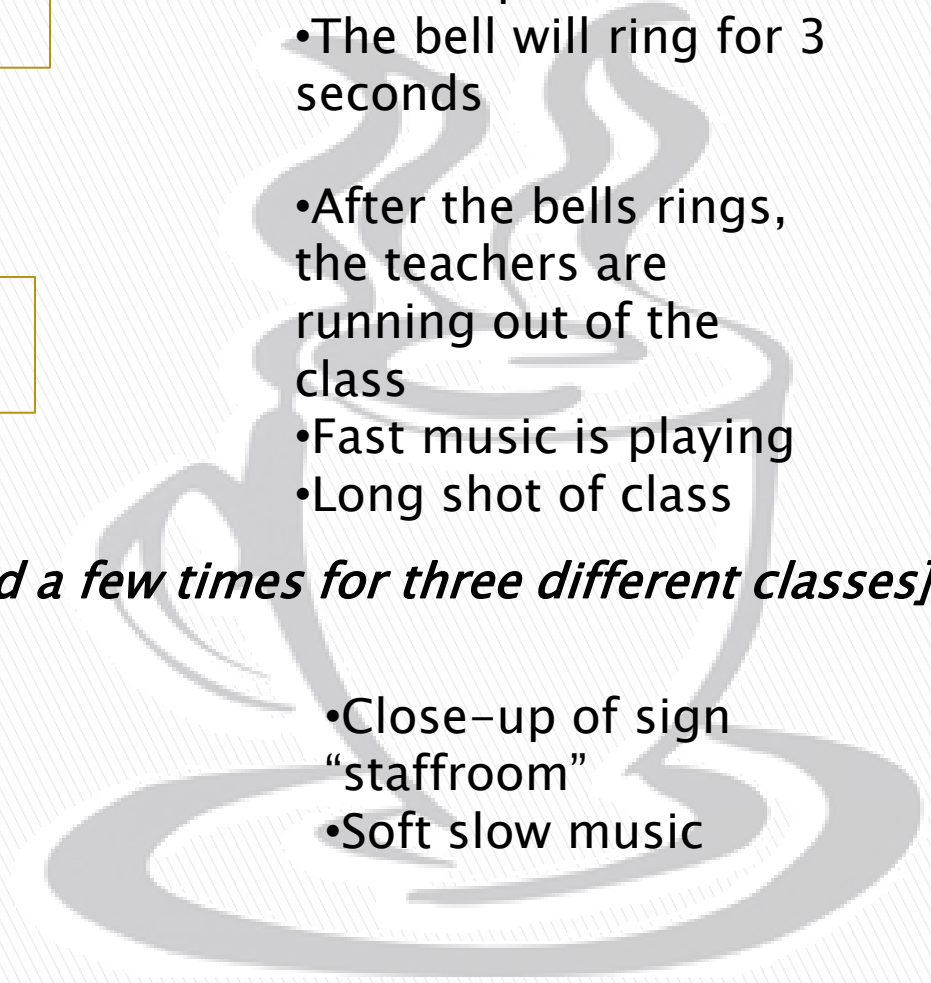 •The bell will ring for 3
seconds
•After the bells rings,
the teachers are
running out of the
class
•Fast music is playing
•Long shot of class
a few times for three different classes]
•Close-up of sign
“staffroom”
•Soft slow music